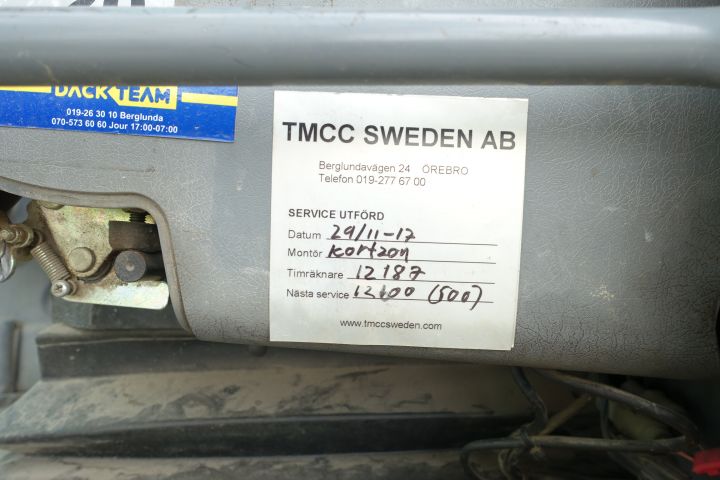 DÄCK TEAM
019-26 30 10 Berglunda
070-573 60 60 Jour 17:00-07:00
TMCC SWEDEN AB
Berglundavägen 24 ÖREBRO
Telefon 019-277 67 00
SERVICE UTFÖRD
Datum 29/11-17
Montör
Timräknare 12187
Nästa service (500)
www.tmccsweden.com